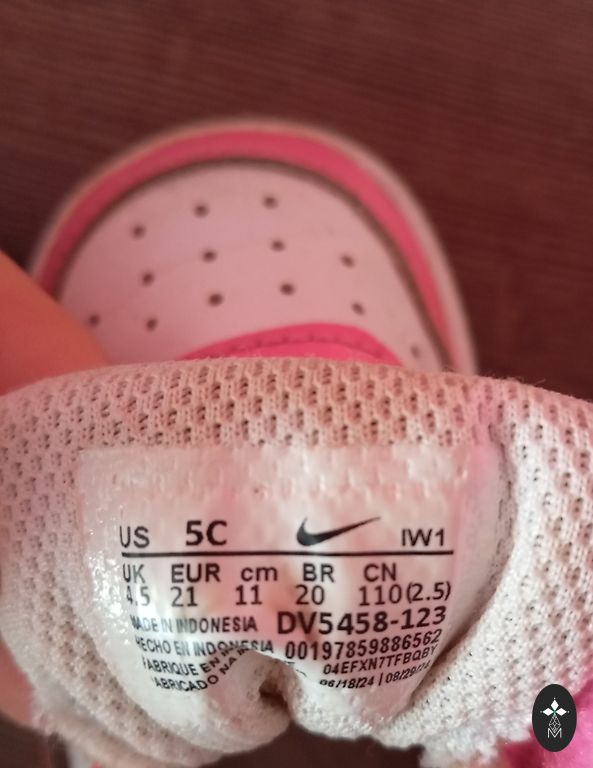 US 5C IW1
UK EUR cm BR CN
4.5 21 11 20 110(2.5)
MADE IN INDONESIA DV5458-123
HECHO EN INDONESIA 00197859886562
FABRIQUE EN 04EFXN7TFBQBY
FABRICADO NA 06/18/24 | 08/29/24
M